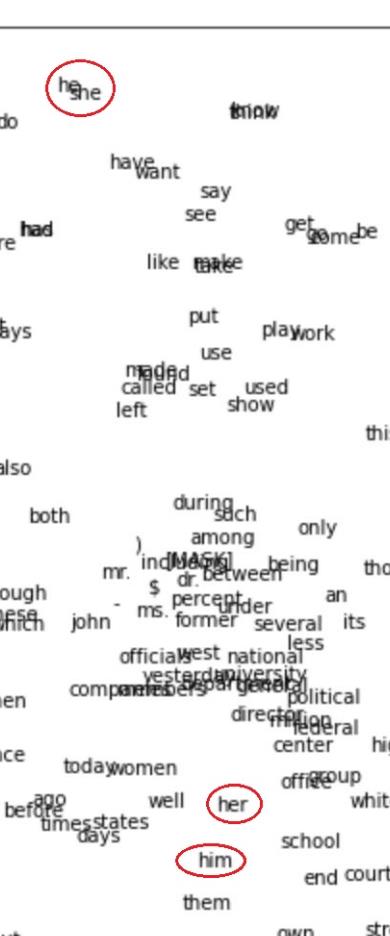 he
she
do
know
think
have
want
say
see
had
get
go
come
be
re
like make
take
put
ays
play
work
use
made
found
called set used
left show
this
also
during
both such
among only
)
including [MASK]
mr. dr. between being tho
$
ough percent an
- ms. under
hese
which john former several its
less
officials west national
yesterday university
companies members department general
en political
director million
federal
center hi
ce today women
office group
ago well her whit
before
times states
days school
him
end court
them
own str